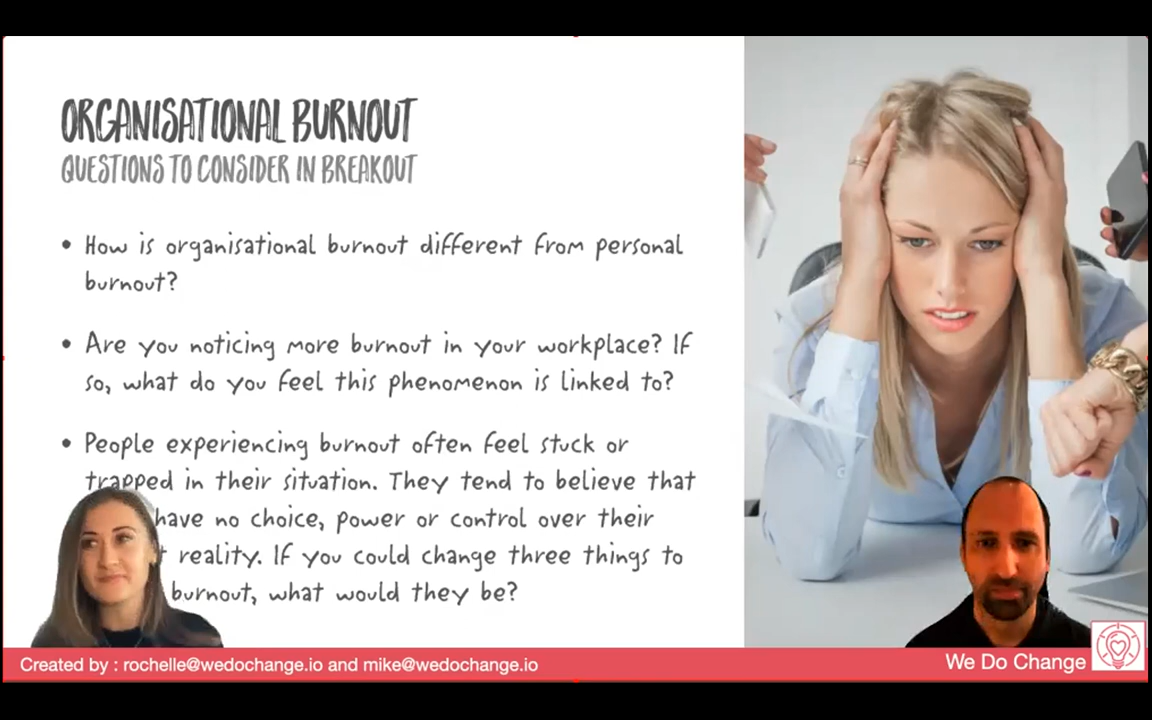 ORGANISATIONAL BURNOUT
QUESTIONS TO CONSIDER IN BREAKOUT
• How is organisational burnout different from personal
burnout?
• Are you noticing more burnout in your workplace? If
so, what do you feel this phenomenon is linked to?
• People experiencing burnout often feel stuck or
trapped in their situation. They tend to believe that
have no choice, power or control over their
reality. If you could change three things to
burnout, what would they be?
Created by : rochelle@wedochange.io and mike@wedochange.io
We Do Change